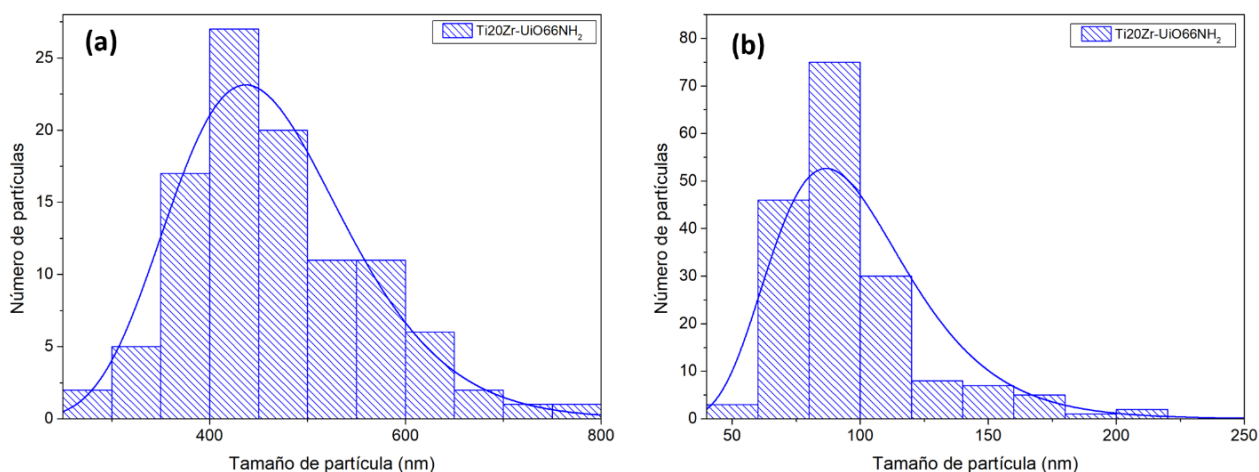 (a)
Ti20Zr-UiO66NH₂
Número de partículas
25
20
15
10
5
0
400
600
800
Tamaño de partícula (nm)
(b)
Ti20Zr-UiO66NH₂
Número de partículas
80
70
60
50
40
30
20
10
0
50
100
150
200
250
Tamaño de partícula (nm)